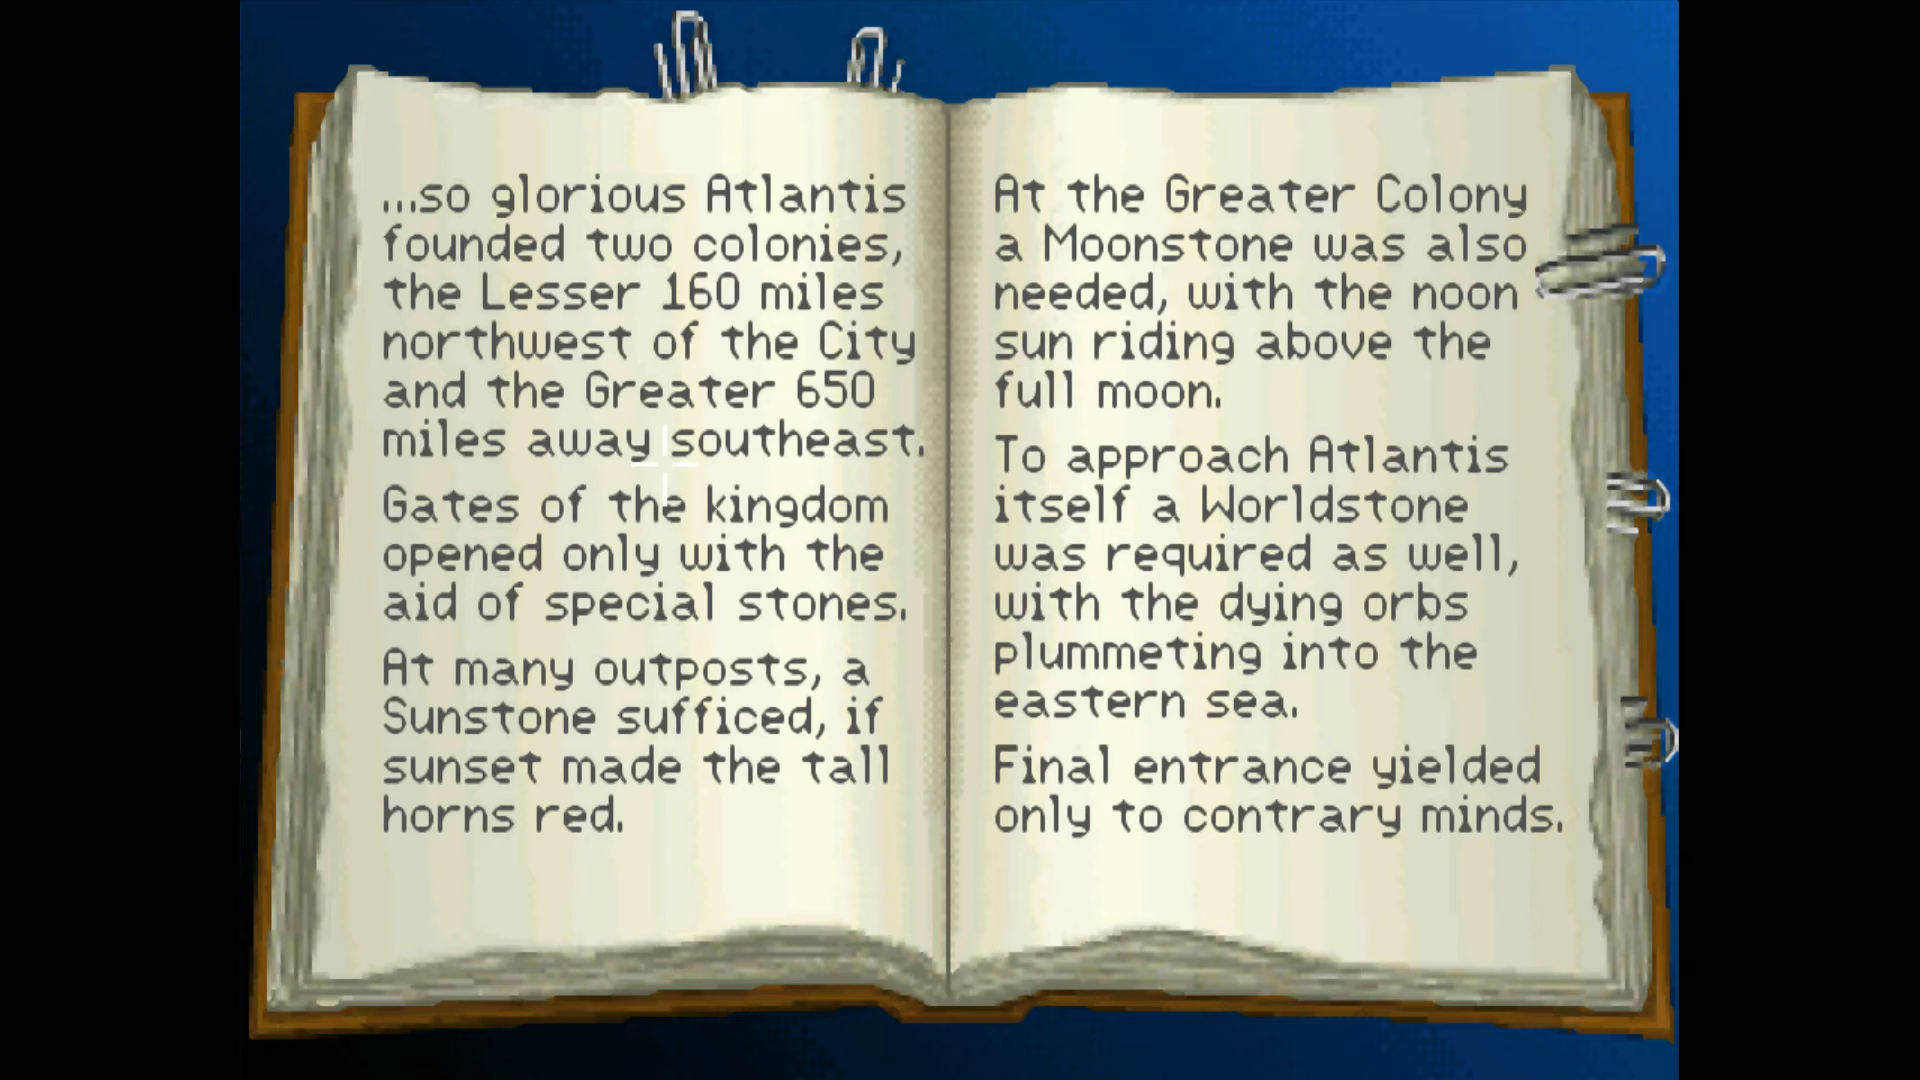 ...so glorious Atlantis
founded two colonies,
the Lesser 160 miles
northwest of the City
and the Greater 650
miles away southeast.
Gates of the kingdom
opened only with the
aid of special stones.
At many outposts, a
Sunstone sufficed, if
sunset made the tall
horns red.
At the Greater Colony
a Moonstone was also
needed, with the noon
sun riding above the
full moon.
To approach Atlantis
itself a Worldstone
was required as well,
with the dying orbs
plummeting into the
eastern sea.
Final entrance yielded
only to contrary minds.